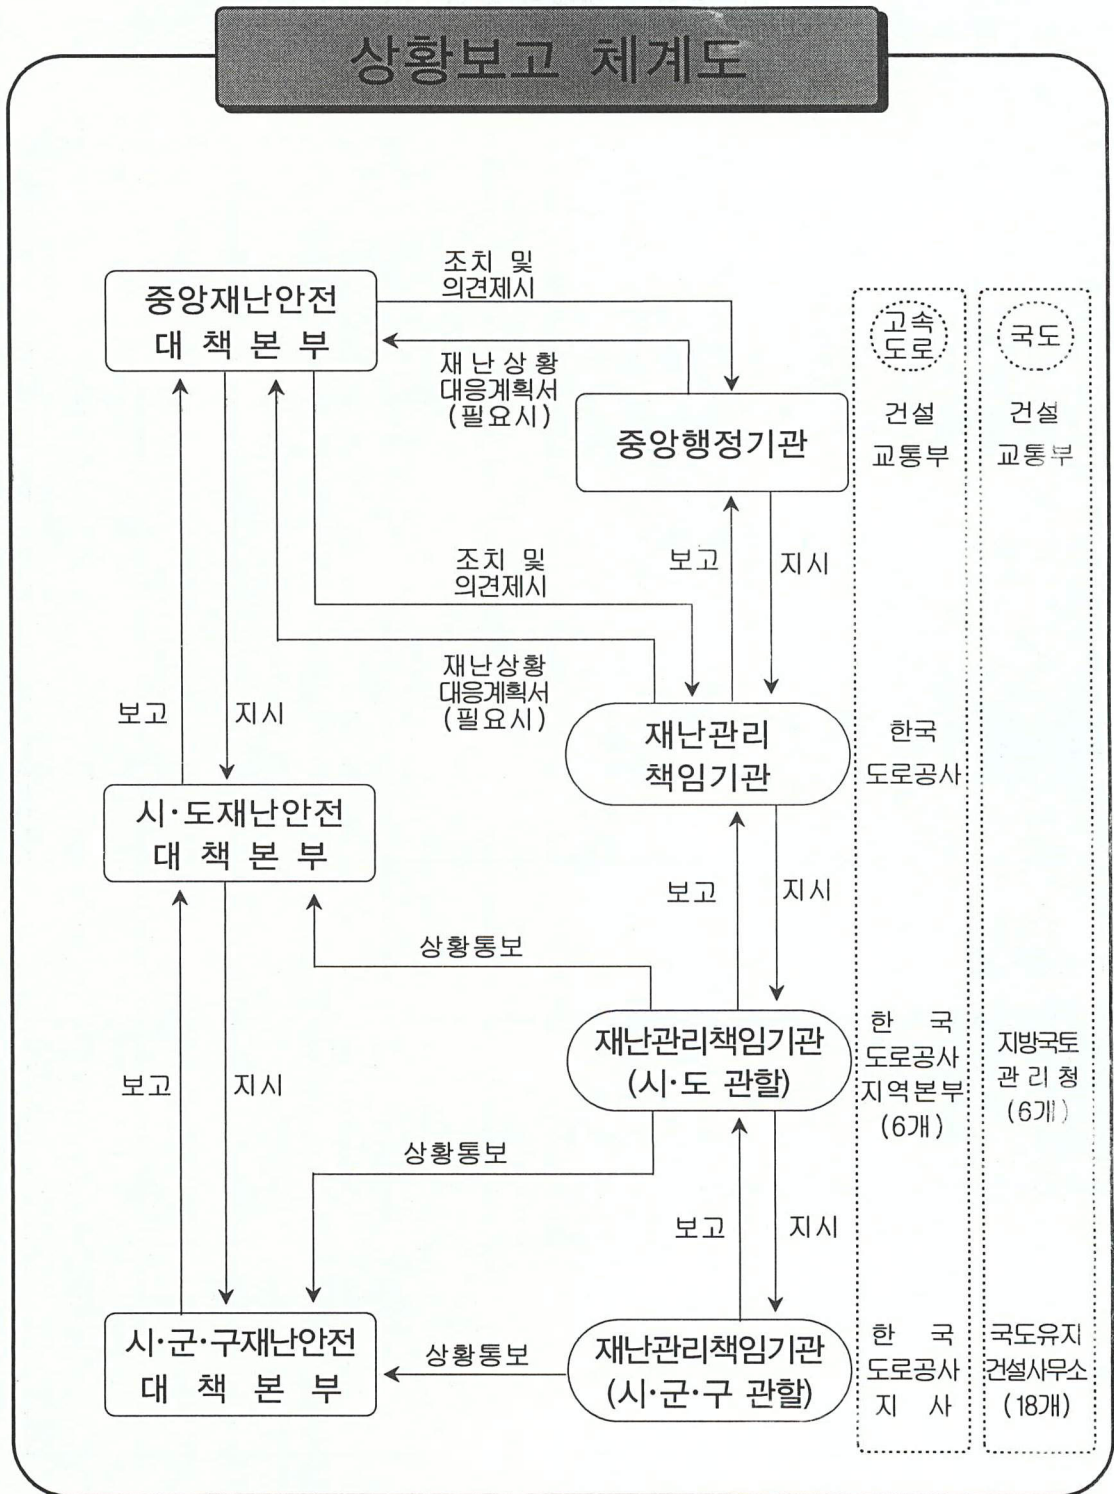 상황보고 체계도
조치 및
의견제시
중앙재난안전
대 책 본 부
재 난 상 황
대응계획서
(필요시)
중앙행정기관
고속
도로
건설
교통부
국도
건설
교통부
조치 및
의견제시
보고
지시
재난상황
대응계획서
(필요시)
보고
지시
재난관리
책임기관
한국
도로공사
시·도재난안전
대 책 본 부
보고
지시
상황통보
재난관리책임기관
(시·도 관할)
한 국
도로공사
지역본부
(6개)
지방국토
관 리 청
(6개)
보고
지시
상황통보
보고
지시
시·군·구재난안전
대 책 본 부
상황통보
재난관리책임기관
(시·군·구 관할)
한 국
도로공사
지 사
국도유지
건설사무소
(18개)